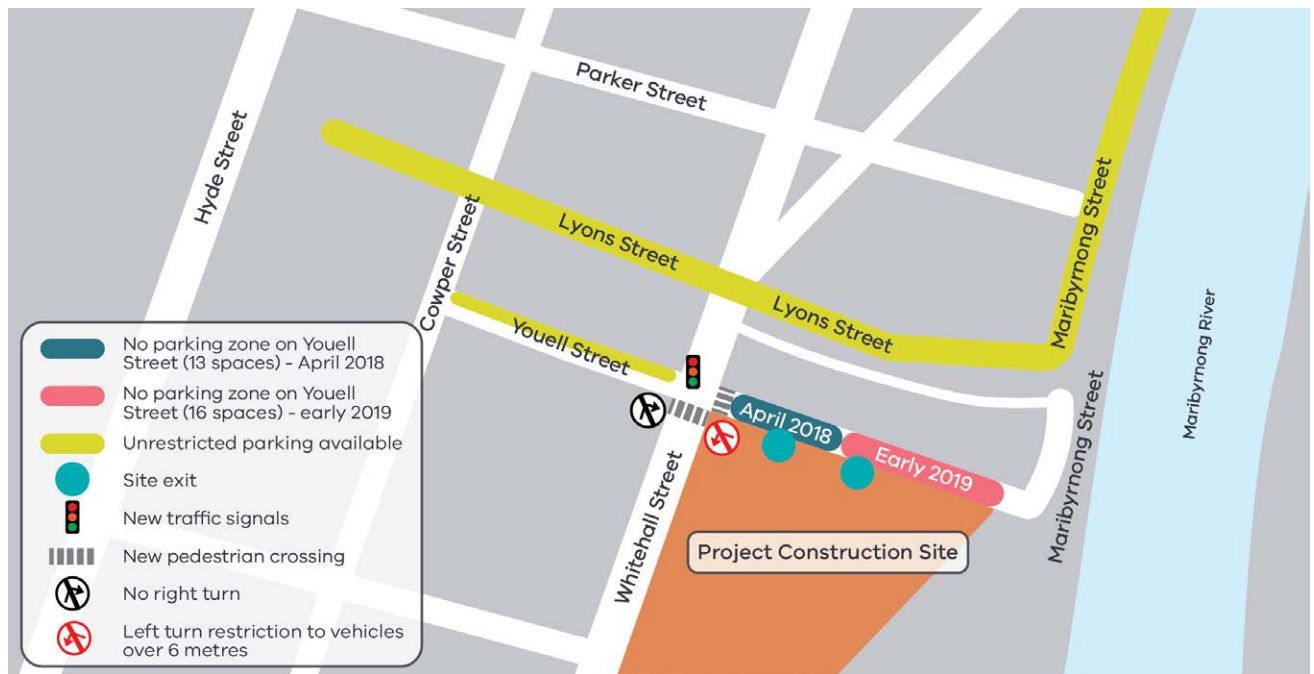 Parker Street
Hyde Street
Cowper Street
Lyons Street
Lyons Street
Maribyrnong Street
Maribyrnong River
Youell Street
Maribyrnong Street
April 2018
Early 2019
Whitehall Street
Project Construction Site
No parking zone on Youell
Street (13 spaces) - April 2018
No parking zone on Youell
Street (16 spaces) - early 2019
Unrestricted parking available
Site exit
New traffic signals
New pedestrian crossing
No right turn
Left turn restriction to vehicles
over 6 metres